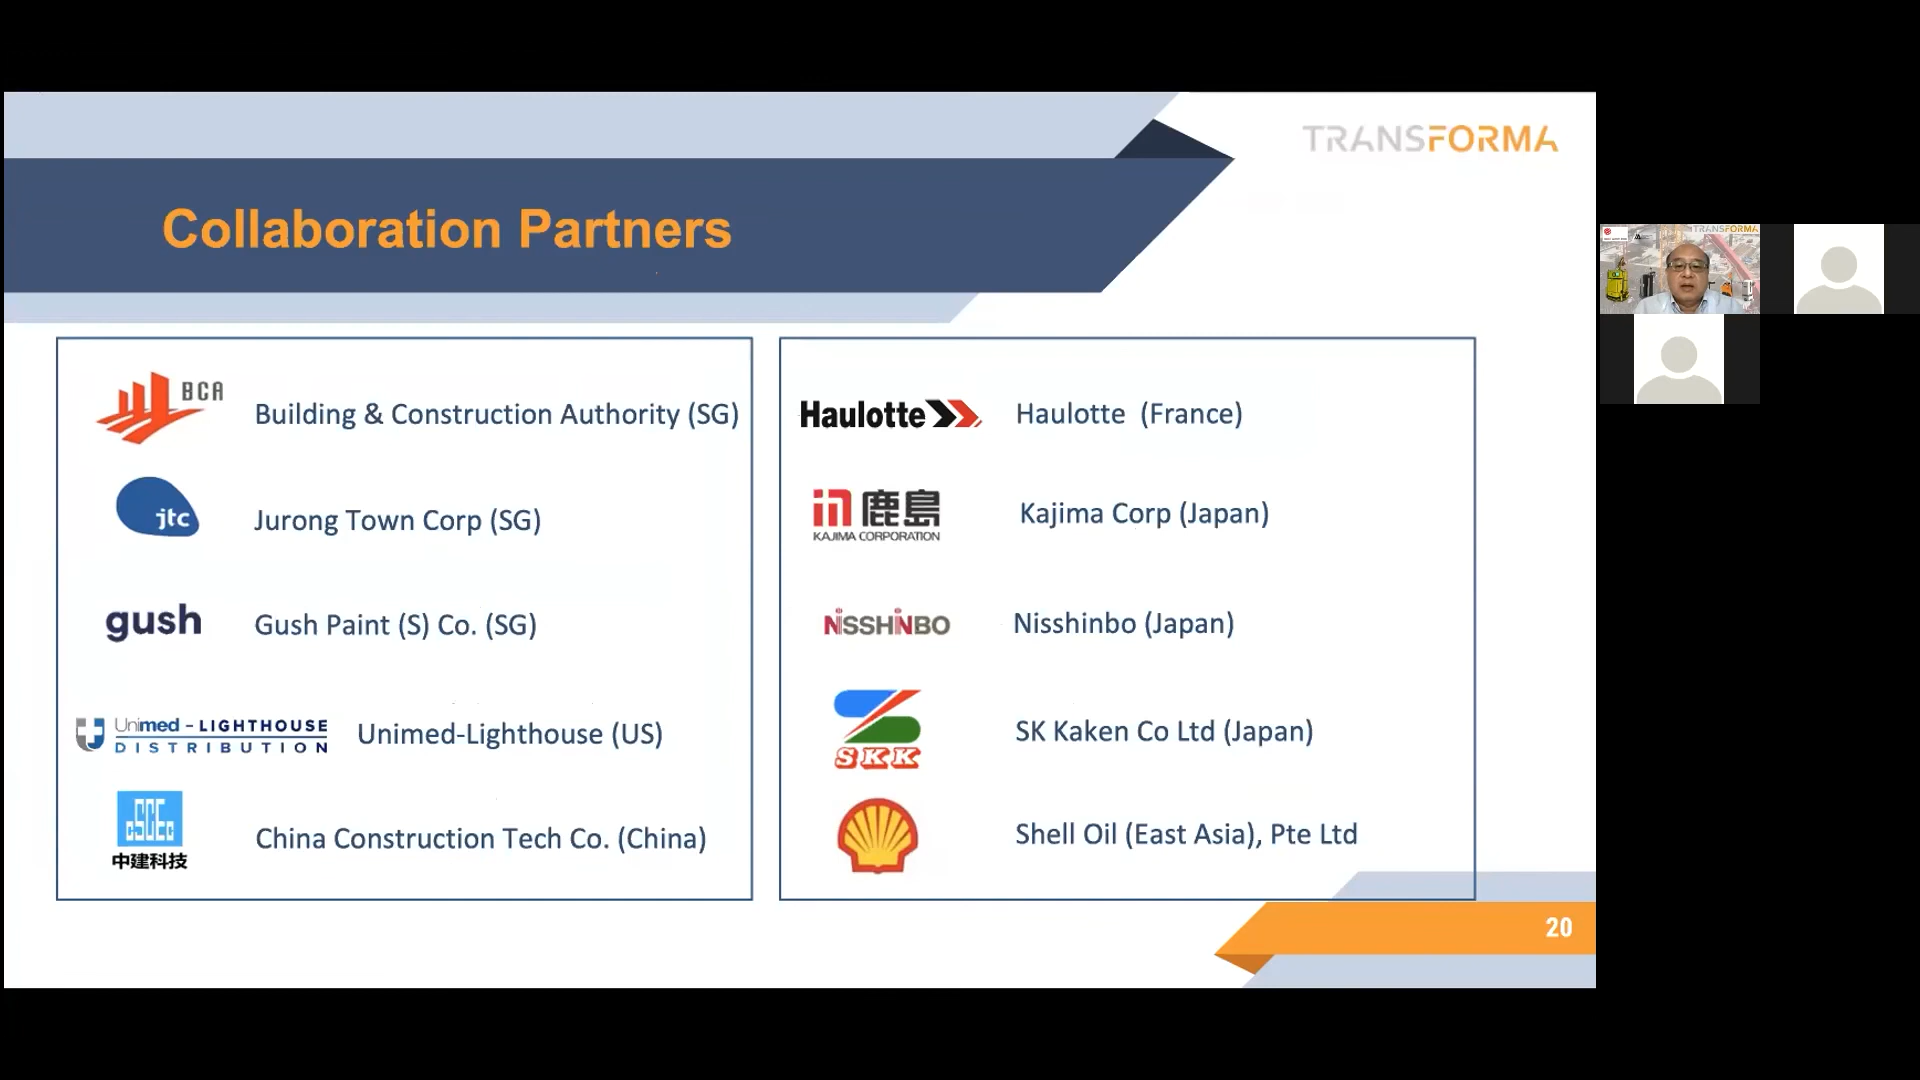 TRANSFORMA
Collaboration Partners
BCA
Building & Construction Authority (SG)
jtc
Jurong Town Corp (SG)
gush
Gush Paint (S) Co. (SG)
Unimed - LIGHTHOUSE
DISTRIBUTION
Unimed-Lighthouse (US)
CSCEC
中建科技
China Construction Tech Co. (China)
Haulotte
Haulotte (France)
鹿島
KAJIMA CORPORATION
Kajima Corp (Japan)
NISSHINBO
Nisshinbo (Japan)
SKK
SK Kaken Co Ltd (Japan)
Shell Oil (East Asia), Pte Ltd
20
TRANSFORMA